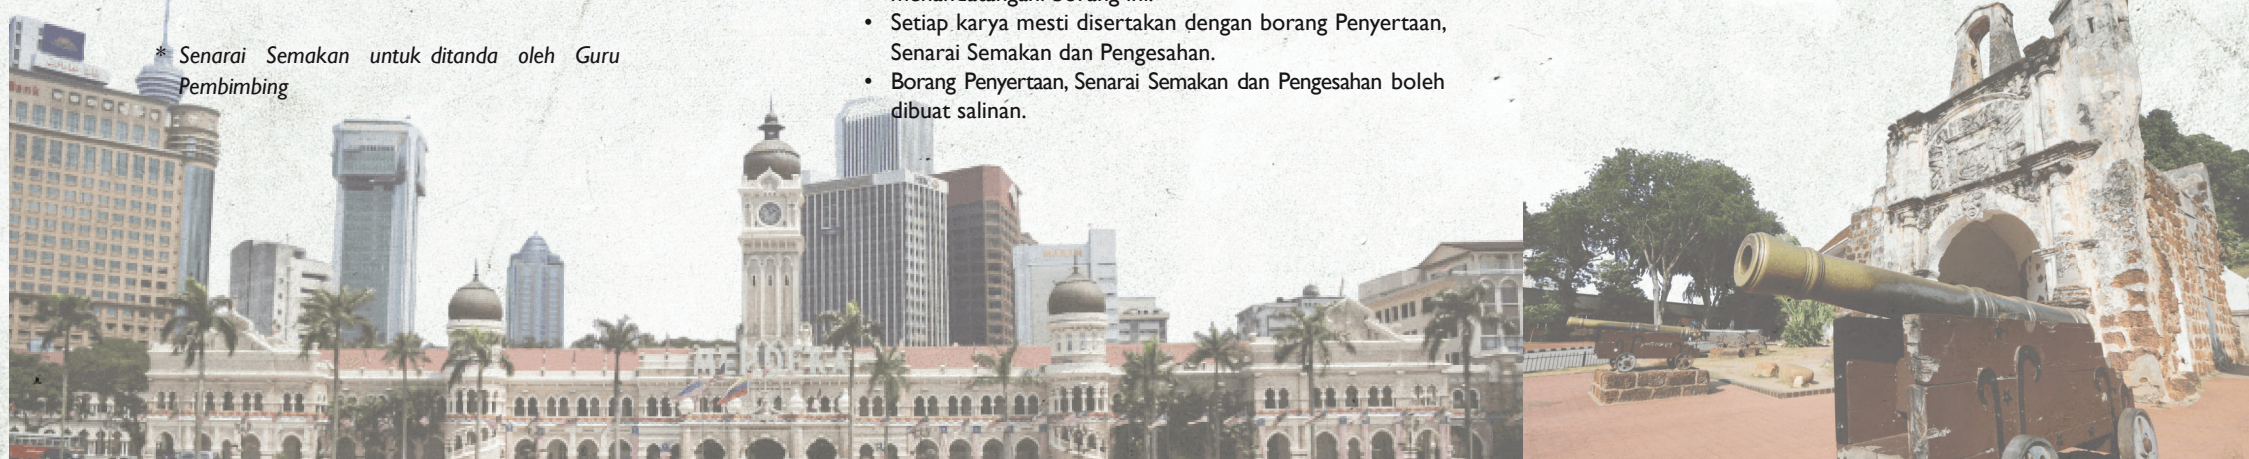 * Senarai Semakan untuk ditanda oleh Guru
Pembimbing
• Setiap karya mesti disertakan dengan borang Penyertaan,
Senarai Semakan dan Pengesahan.
• Borang Penyertaan, Senarai Semakan dan Pengesahan boleh
dibuat salinan.
MERDEKA